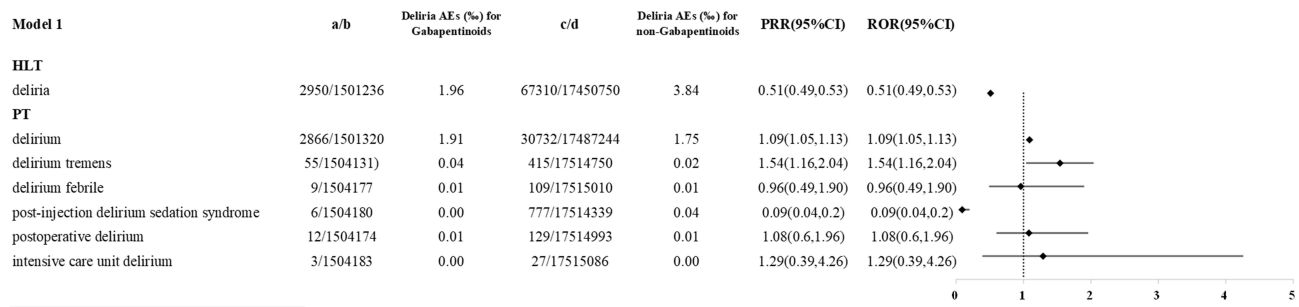 Model 1 a/b Deliria AEs (‰) for Gabapentinoids c/d Deliria AEs (‰) for non-Gabapentinoids PRR(95%CI) ROR(95%CI)
HLT
deliria 2950/1501236 1.96 67310/17450750 3.84 0.51(0.49,0.53) 0.51(0.49,0.53)
PT
delirium 2866/1501320 1.91 30732/17487244 1.75 1.09(1.05,1.13) 1.09(1.05,1.13)
delirium tremens 55/1504131) 0.04 415/17514750 0.02 1.54(1.16,2.04) 1.54(1.16,2.04)
delirium febrile 9/1504177 0.01 109/17515010 0.01 0.96(0.49,1.90) 0.96(0.49,1.90)
post-injection delirium sedation syndrome 6/1504180 0.00 777/17514339 0.04 0.09(0.04,0.2) 0.09(0.04,0.2)
postoperative delirium 12/1504174 0.01 129/17514993 0.01 1.08(0.6,1.96) 1.08(0.6,1.96)
intensive care unit delirium 3/1504183 0.00 27/17515086 0.00 1.29(0.39,4.26) 1.29(0.39,4.26)
0 1 2 3 4 5